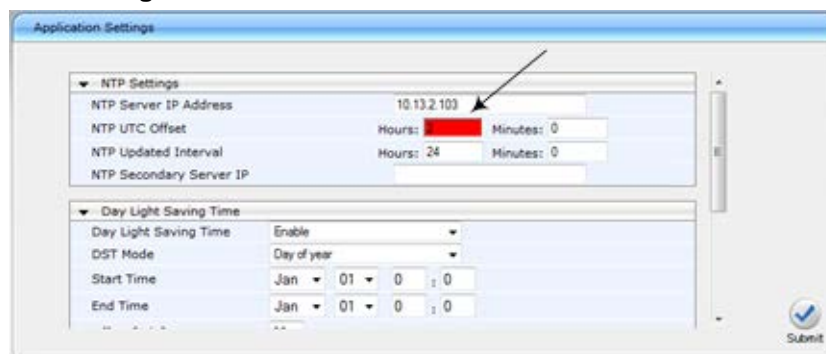 Application Settings
NTP Settings
NTP Server IP Address 10.13.2.103
NTP UTC Offset Hours: Minutes: 0
NTP Updated Interval Hours: 24 Minutes: 0
NTP Secondary Server IP
Day Light Saving Time
Day Light Saving Time Enable
DST Mode Day of year
Start Time Jan 01 0 : 0
End Time Jan 01 0 : 0
Submit